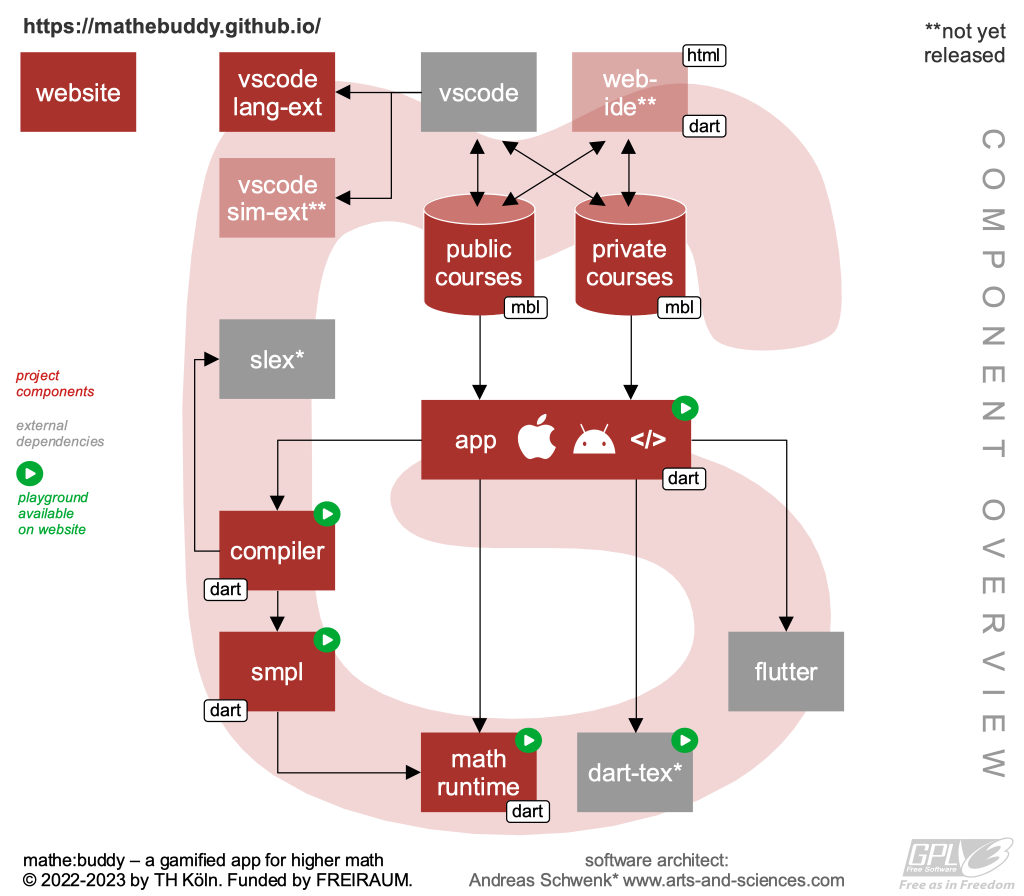 https://mathebuddy.github.io/
**not yet
released
website
vscode
lang-ext
vscode
web-
ide**
html
dart
vscode
sim-ext**
public
courses
mbl
private
courses
mbl
slex*
project
components
external
dependencies
playground
available
on website
app </>
dart
compiler
dart
smpl
dart
flutter
math
runtime
dart
dart-tex*
COMPONENT OVERVIEW
mathe:buddy – a gamified app for higher math
© 2022-2023 by TH Köln. Funded by FREIRAUM.
software architect:
Andreas Schwenk* www.arts-and-sciences.com
GPLv3
Free Software
Free as in Freedom